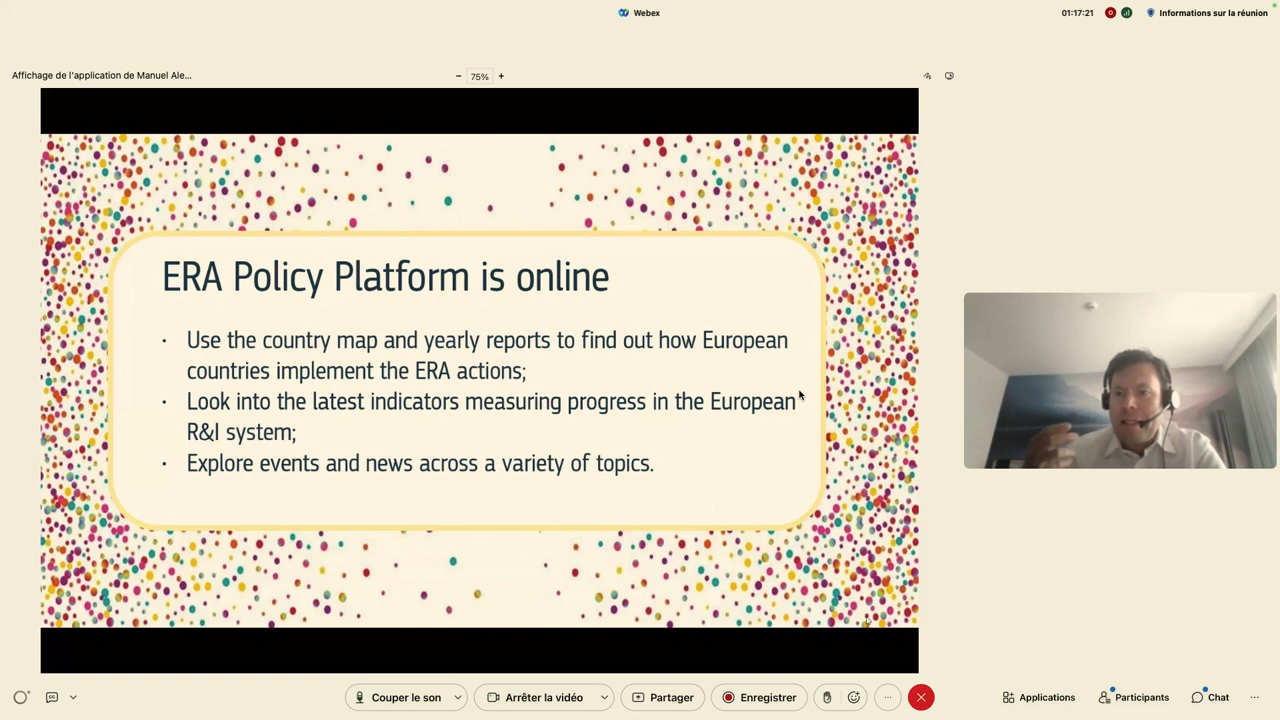 Webex
01:17:21
Informations sur la réunion
Affichage de l'application de Manuel Ale...
− 75% +
ERA Policy Platform is online
• Use the country map and yearly reports to find out how European
countries implement the ERA actions;
• Look into the latest indicators measuring progress in the European
R&I system;
• Explore events and news across a variety of topics.
Couper le son
Arrêter la vidéo
Partager
Enregistrer
Applications
Participants
Chat